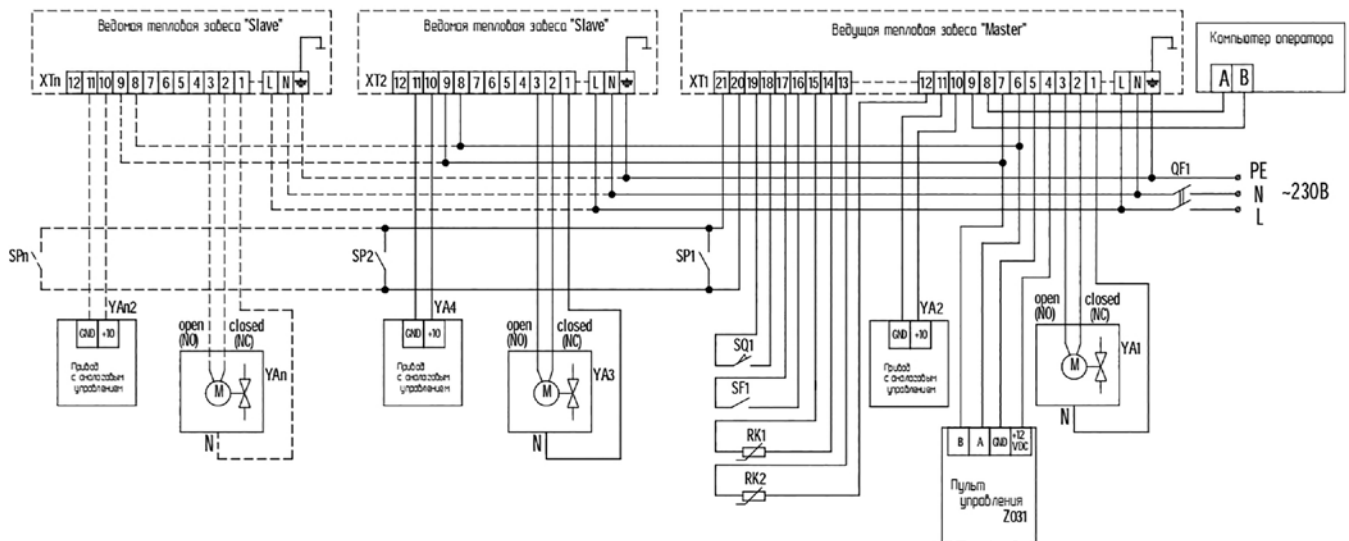 Ведомая тепловая завеса "Slave"
Ведомая тепловая завеса "Slave"
Ведущая тепловая завеса "Master"
Компьютер оператора
A B
XTn 12 11 10 9 8 7 6 5 4 3 2 1 L N
XT2 12 11 10 9 8 7 6 5 4 3 2 1 L N
XT1 21 20 19 18 17 16 15 14 13 12 11 10 9 8 7 6 5 4 3 2 1 L N
QF1
PE
N
L
~230В
SPn
SP2
SP1
YAn2
GND +10
Привод
с аналоговым
управлением
open
(NO)
closed
(NC)
YAn
M
N
YA4
GND +10
Привод
с аналоговым
управлением
open
(NO)
closed
(NC)
YA3
M
N
SQ1
SF1
RK1
RK2
YA2
GND +10
Привод
с аналоговым
управлением
open
(NO)
closed
(NC)
YA1
M
N
B A GND +12 VDC
Пульт
управления
Z031